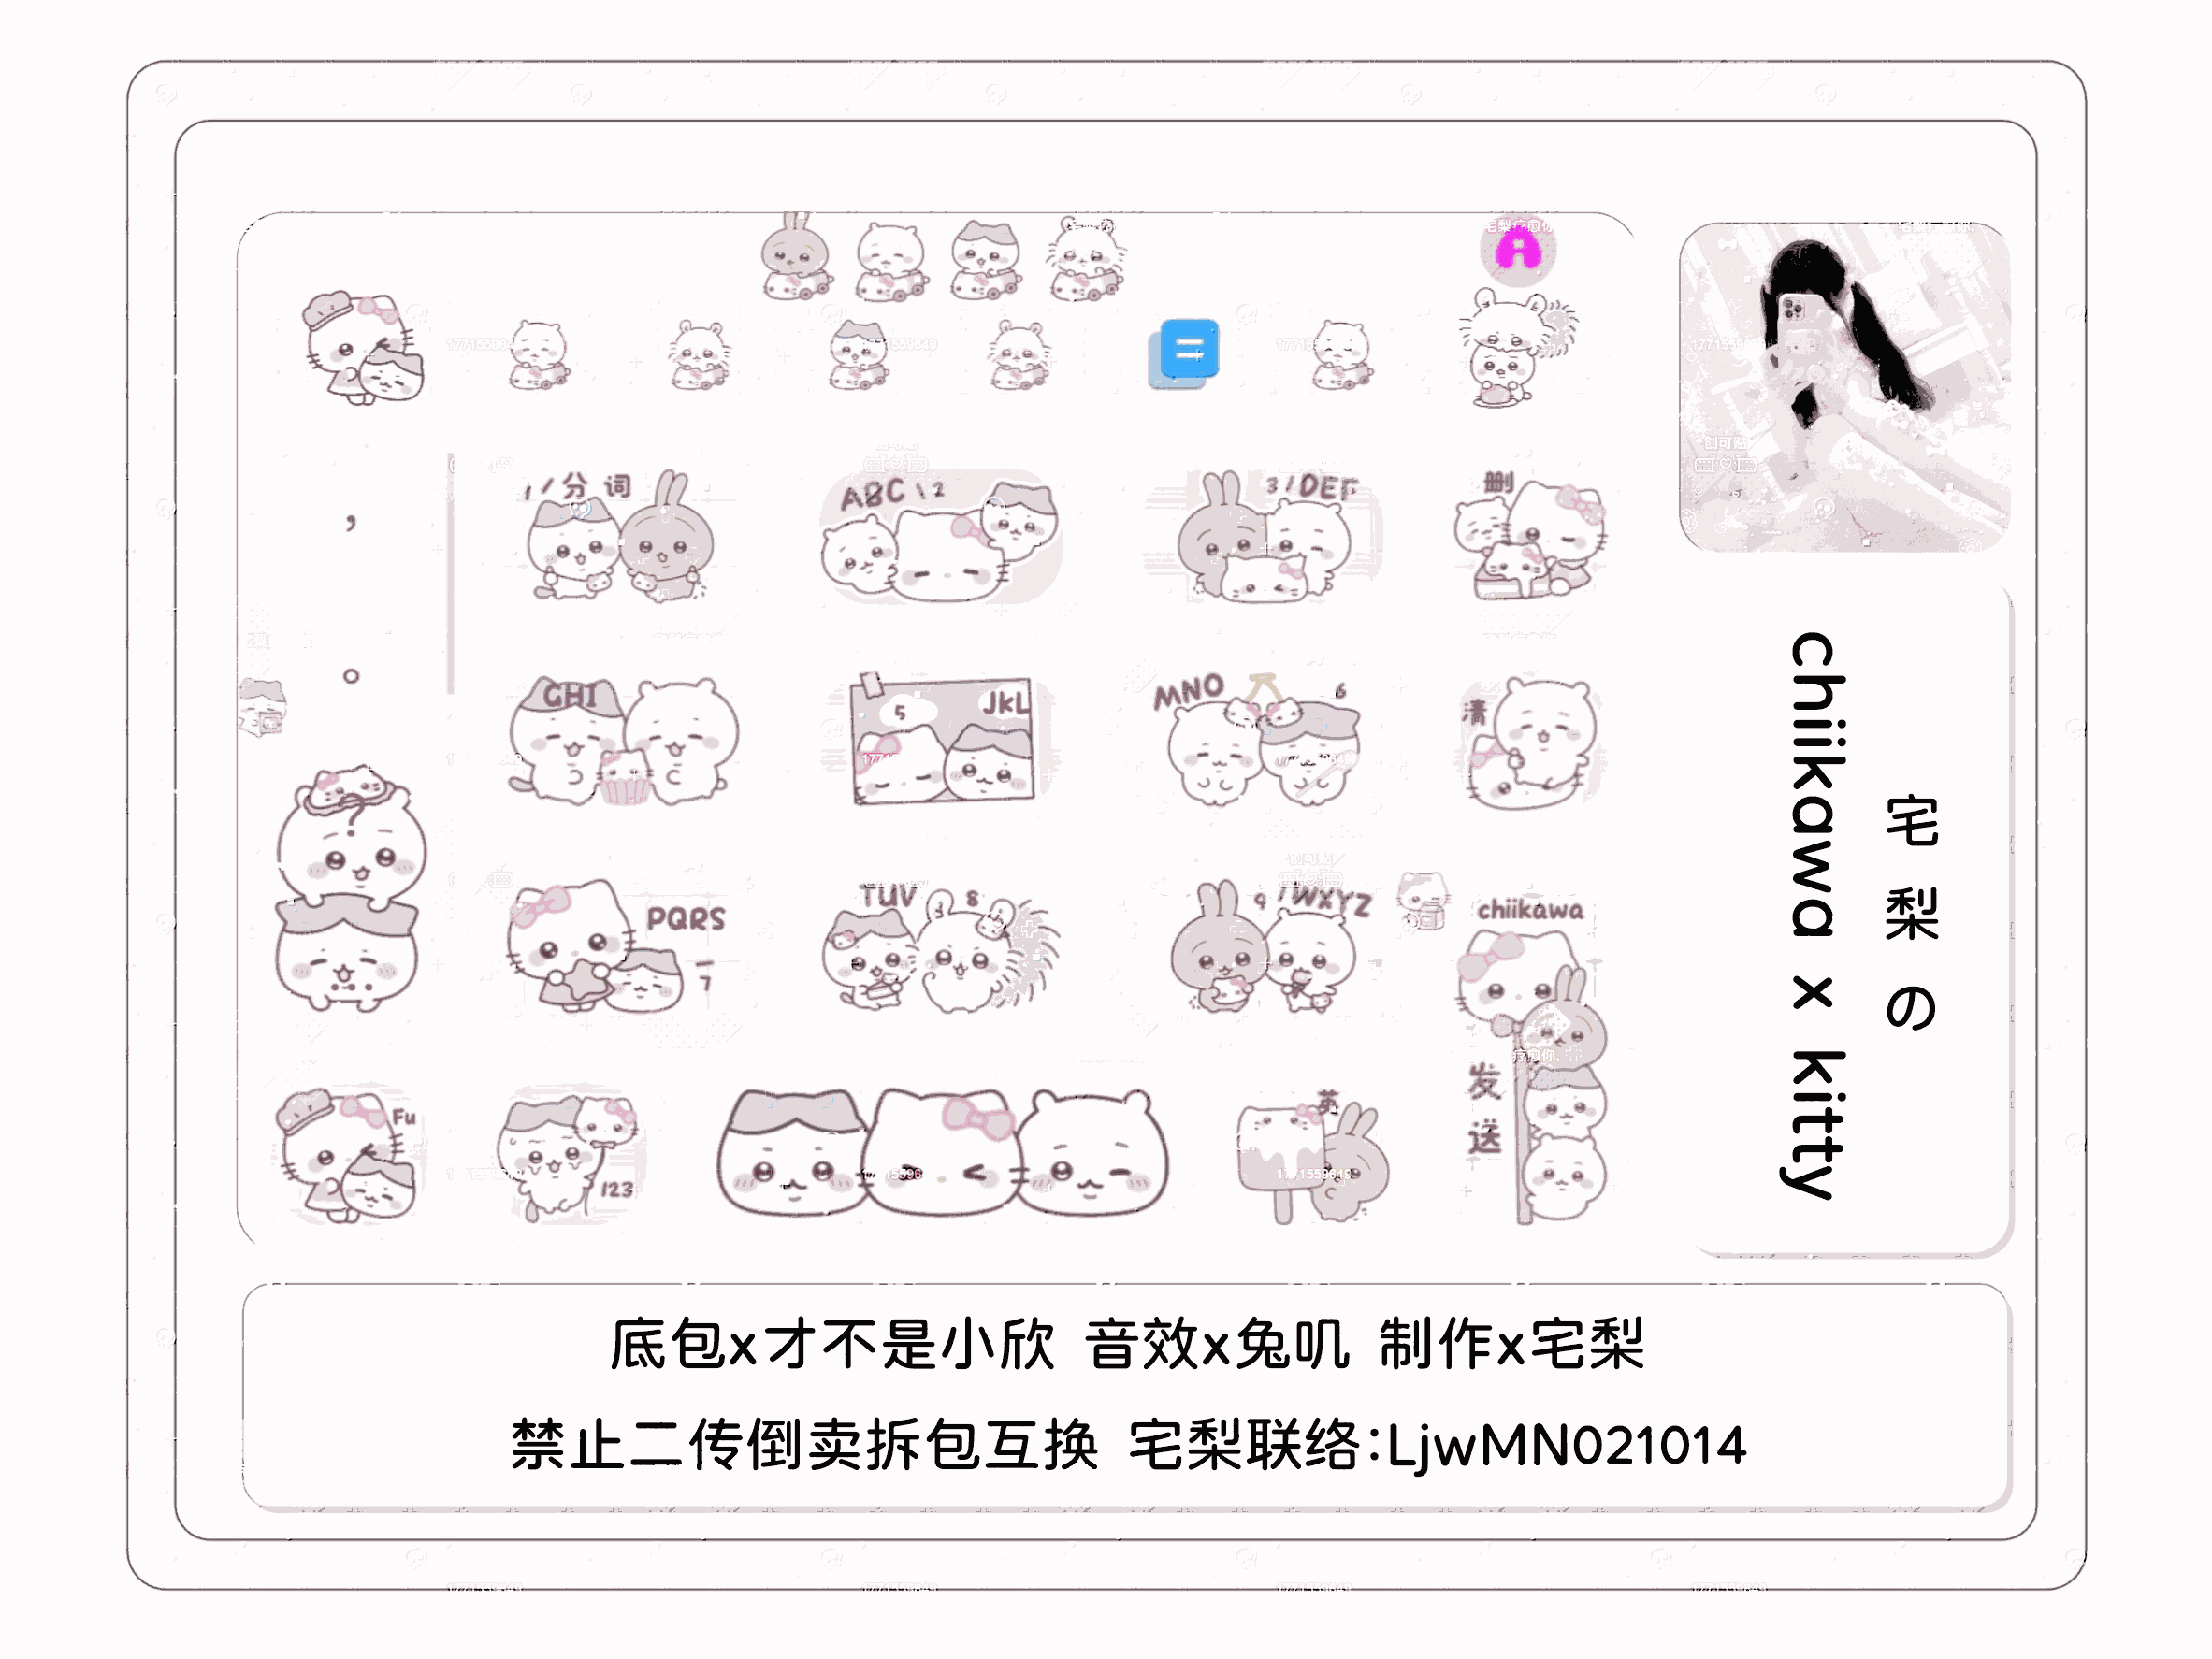 ,
。
1/分 词
ABC \ 2
3/DEF
删
GHI
5
JkL
MNO
6
清
?
PQRS
7
TUV
8
9
/WXYZ
chiikawa
发
送
Fu
123
英
宅梨の
chiikawa x kitty
底包x才不是小欣 音效x兔叽 制作x宅梨
禁止二传倒卖拆包互换 宅梨联络:LjwMN021014